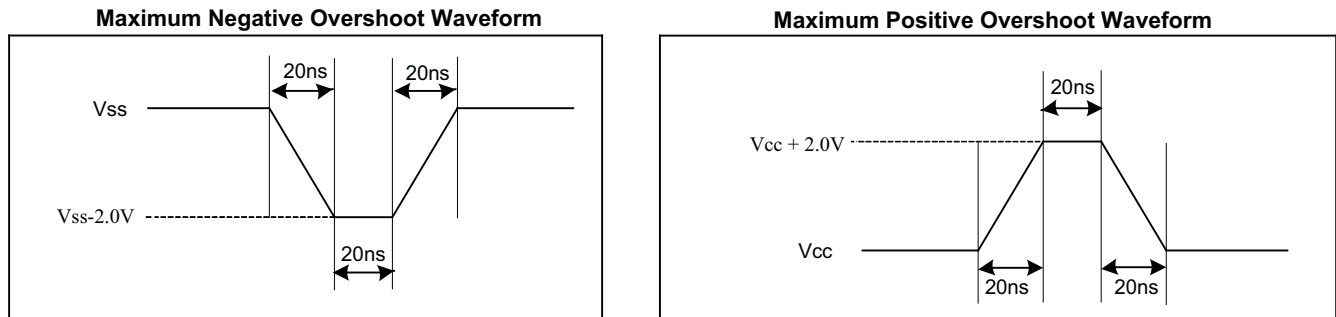 Maximum Negative Overshoot Waveform
20ns
20ns
Vss
Vss-2.0V
20ns
Maximum Positive Overshoot Waveform
20ns
Vcc + 2.0V
Vcc
20ns
20ns